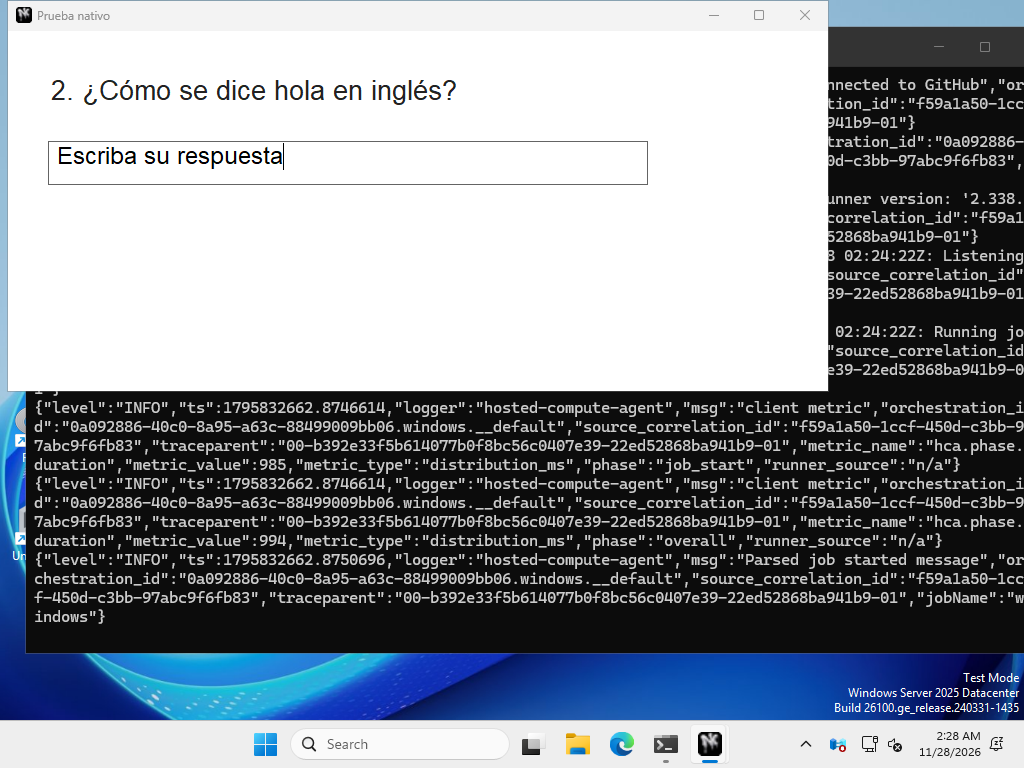 Prueba nativo
2. ¿Cómo se dice hola en inglés?
Escriba su respuesta
nnected to GitHub","or
tion_id":"f59a1a50-1cc
941b9-01"}
tration_id":"0a092886-
0d-c3bb-97abc9f6fb83",
unner version: '2.338.
correlation_id":"f59a1
52868ba941b9-01"}
02:24:22Z: Listening
source_correlation_id"
39-22ed52868ba941b9-01
02:24:22Z: Running jo
"source_correlation_id
e39-22ed52868ba941b9-0
{"level":"INFO","ts":1795832662.8746614,"logger":"hosted-compute-agent","msg":"client metric","orchestration_i
d":"0a092886-40c0-8a95-a63c-88499009bb06.windows.__default","source_correlation_id":"f59a1a50-1ccf-450d-c3bb-9
7abc9f6fb83","traceparent":"00-b392e33f5b614077b0f8bc56c0407e39-22ed52868ba941b9-01","metric_name":"hca.phase.
duration","metric_value":985,"metric_type":"distribution_ms","phase":"job_start","runner_source":"n/a"}
{"level":"INFO","ts":1795832662.8746614,"logger":"hosted-compute-agent","msg":"client metric","orchestration_i
d":"0a092886-40c0-8a95-a63c-88499009bb06.windows.__default","source_correlation_id":"f59a1a50-1ccf-450d-c3bb-9
7abc9f6fb83","traceparent":"00-b392e33f5b614077b0f8bc56c0407e39-22ed52868ba941b9-01","metric_name":"hca.phase.
duration","metric_value":994,"metric_type":"distribution_ms","phase":"overall","runner_source":"n/a"}
{"level":"INFO","ts":1795832662.8750696,"logger":"hosted-compute-agent","msg":"Parsed job started message","or
chestration_id":"0a092886-40c0-8a95-a63c-88499009bb06.windows.__default","source_correlation_id":"f59a1a50-1cc
f-450d-c3bb-97abc9f6fb83","traceparent":"00-b392e33f5b614077b0f8bc56c0407e39-22ed52868ba941b9-01","jobName":"w
indows"}
Test Mode
Windows Server 2025 Datacenter
Build 26100.ge_release.240331-1435
Search
2:28 AM
11/28/2026